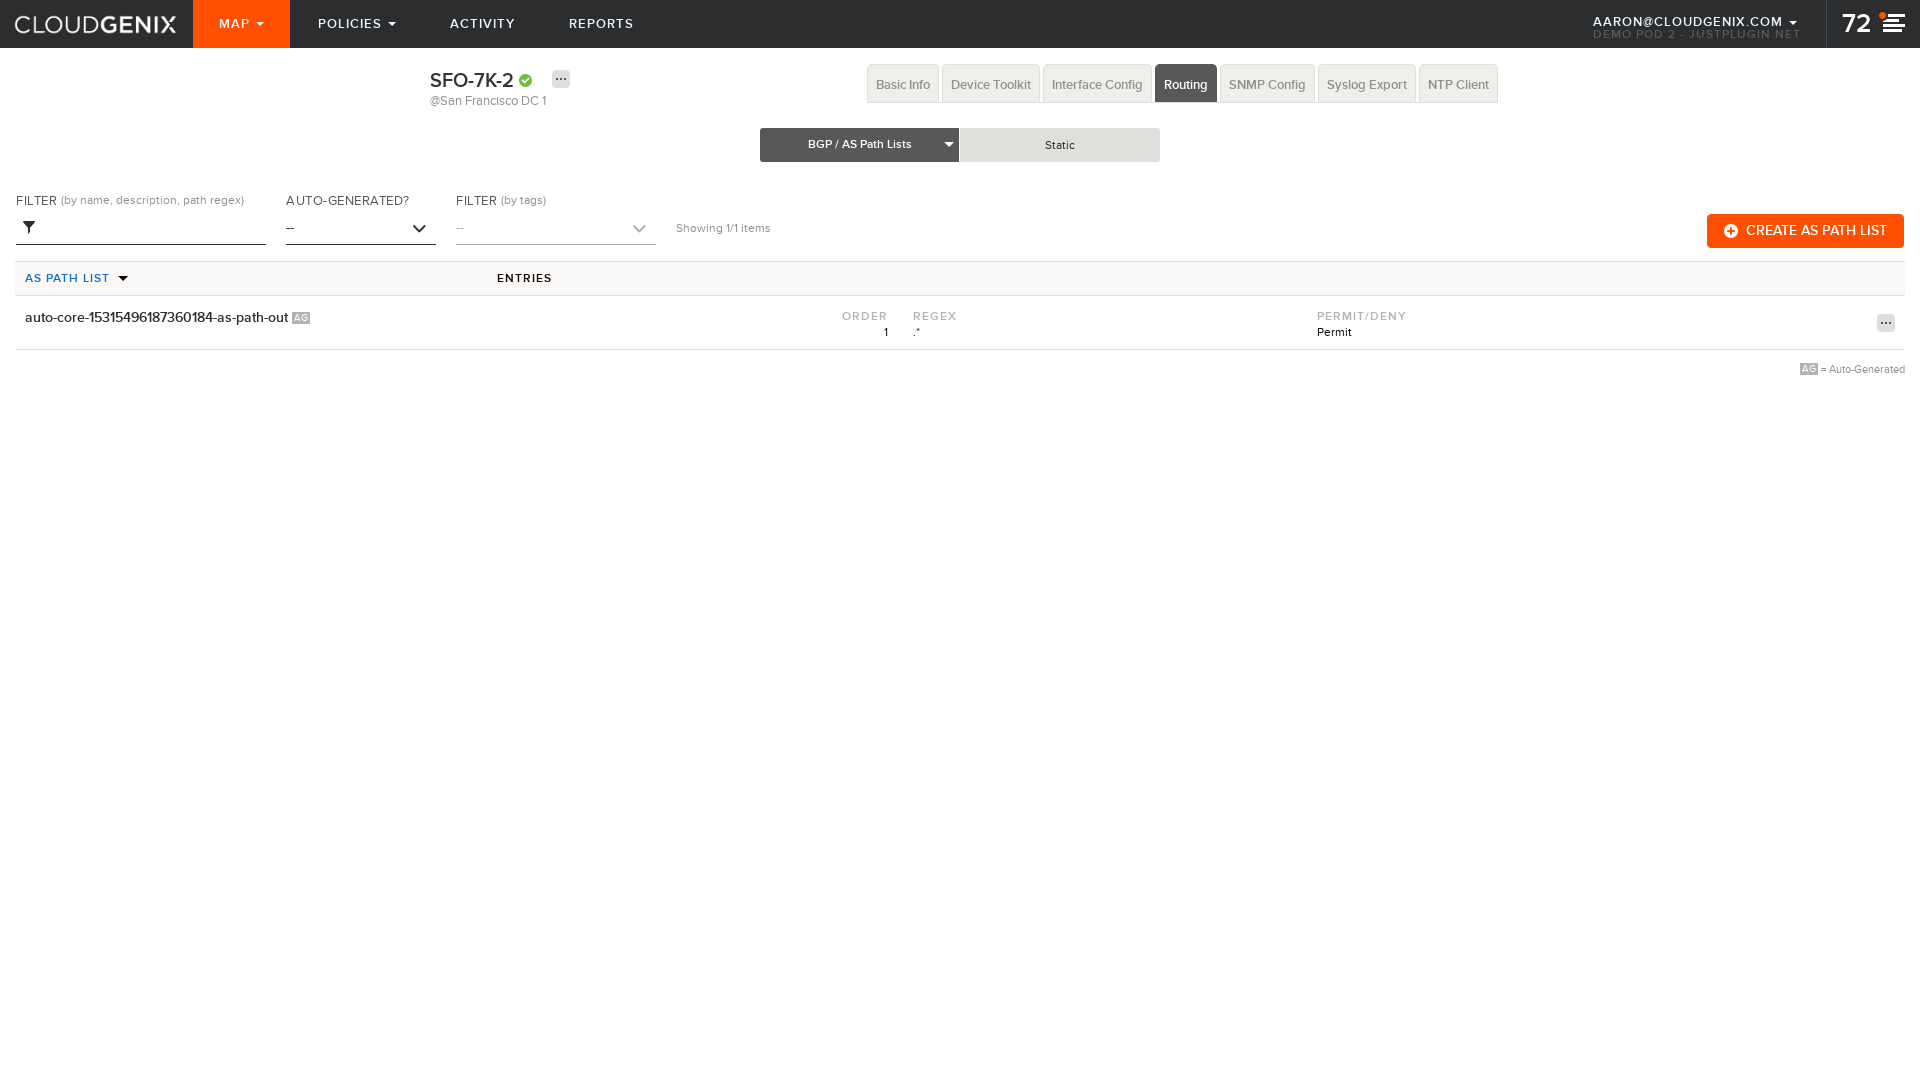 CLOUDGENIX
MAP
POLICIES
ACTIVITY
REPORTS
AARON@CLOUDGENIX.COM
DEMO POD 2 - JUSTPLUGIN.NET
72
SFO-7K-2
@San Francisco DC 1
Basic Info
Device Toolkit
Interface Config
Routing
SNMP Config
Syslog Export
NTP Client
BGP / AS Path Lists
Static
FILTER (by name, description, path regex)
AUTO-GENERATED?
--
FILTER (by tags)
--
Showing 1/1 items
CREATE AS PATH LIST
AS PATH LIST
ENTRIES
auto-core-15315496187360184-as-path-out AG
ORDER
REGEX
PERMIT/DENY
1
.*
Permit
AG = Auto-Generated